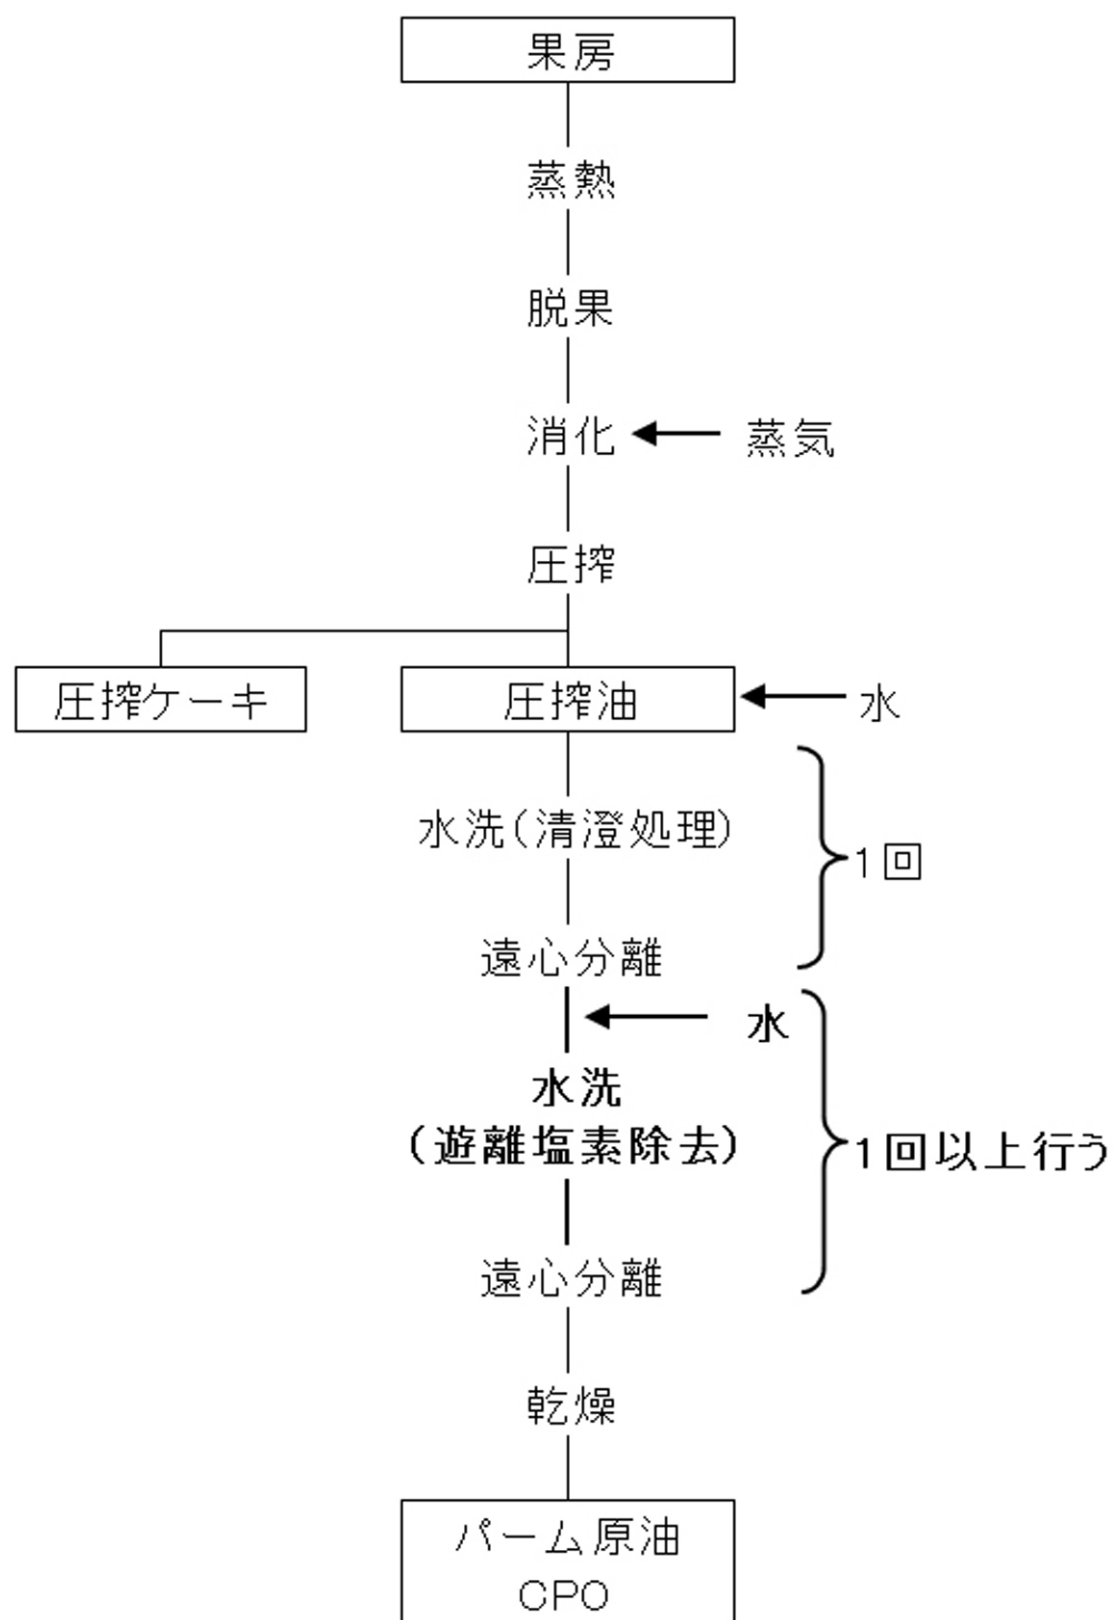 果房
蒸熱
脱果
消化
蒸気
圧搾
圧搾ケーキ
圧搾油
水
水洗(清澄処理)
1回
遠心分離
水
水洗
(遊離塩素除去)
1回以上行う
遠心分離
乾燥
パーム原油
CPO